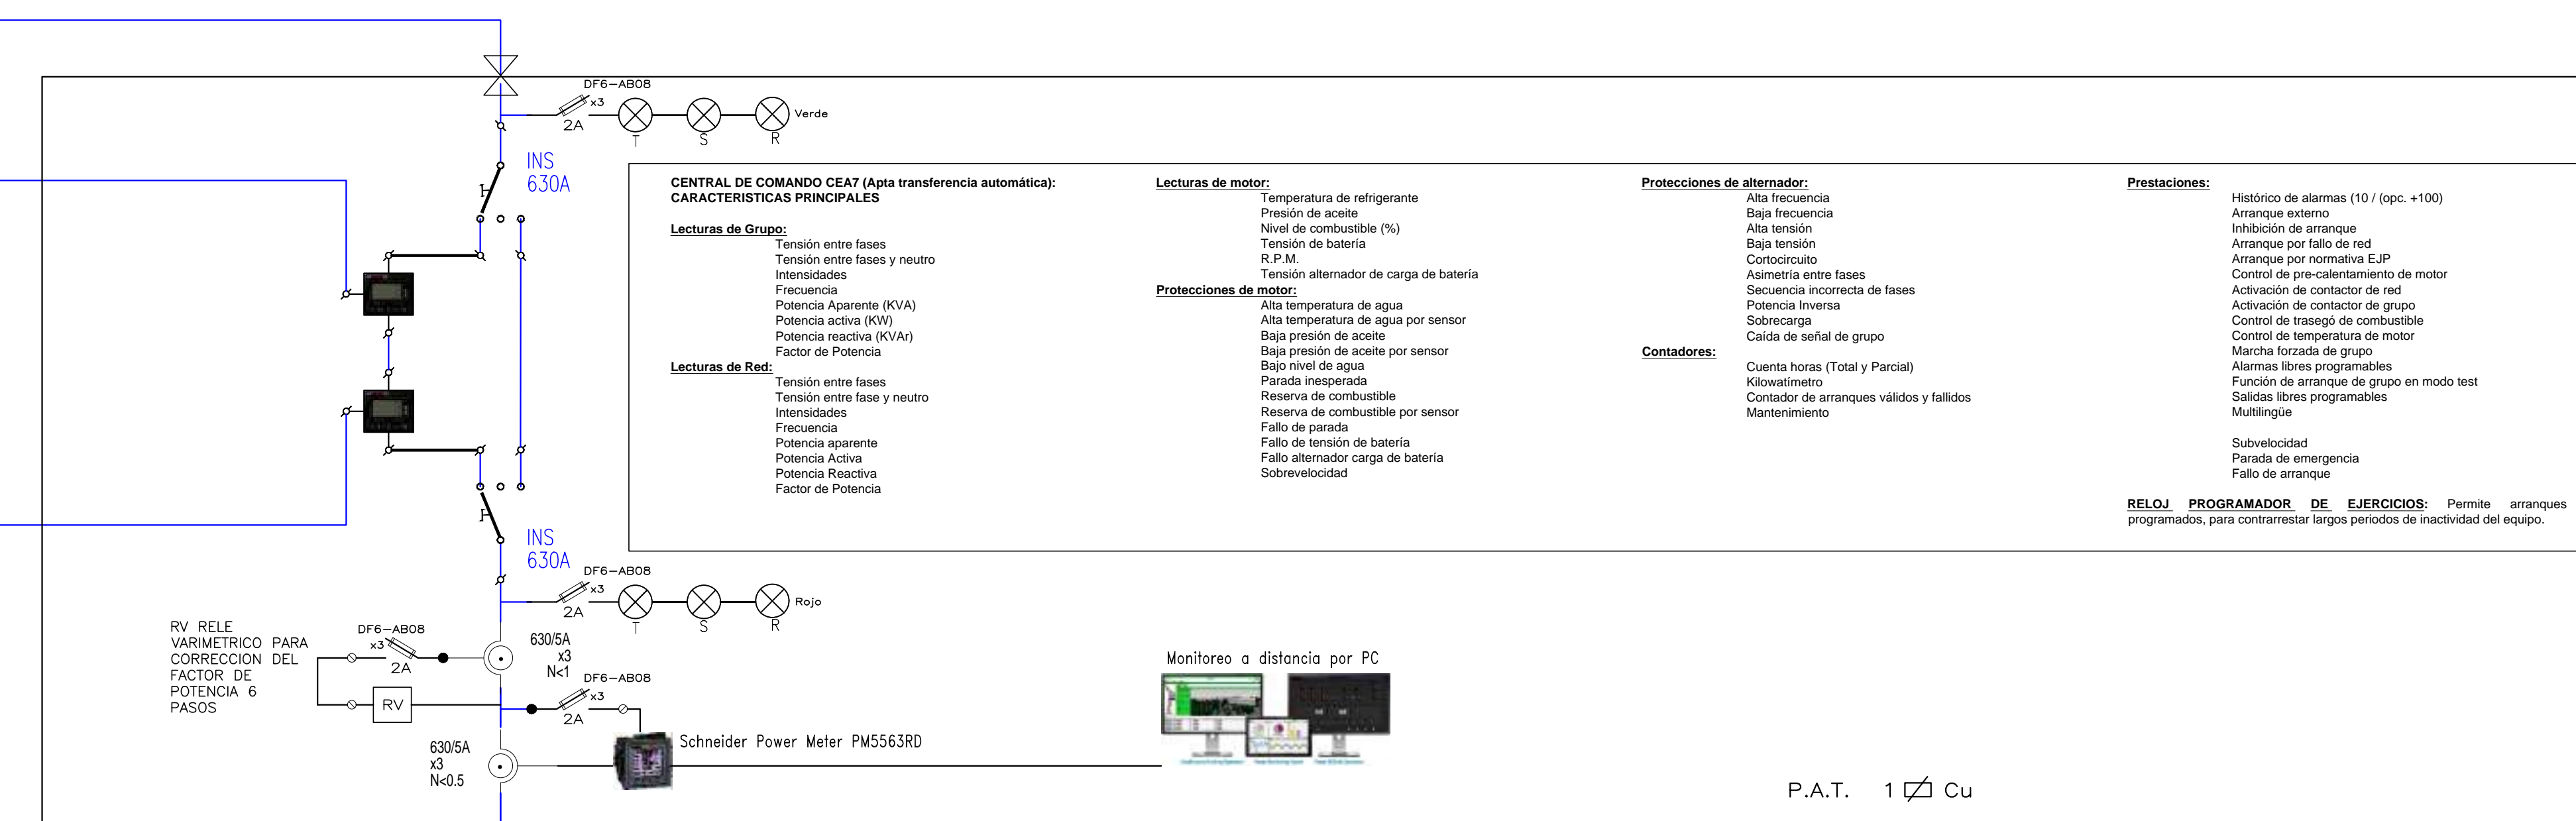 DF6-AB08
x3
2A
T
S
R
Verde
INS
630A
CENTRAL DE COMANDO CEA7 (Apta transferencia automática):
CARACTERISTICAS PRINCIPALES
Lecturas de Grupo:
Tensión entre fases
Tensión entre fases y neutro
Intensidades
Frecuencia
Potencia Aparente (KVA)
Potencia activa (KW)
Potencia reactiva (KVAr)
Factor de Potencia
Lecturas de Red:
Tensión entre fases
Tensión entre fase y neutro
Intensidades
Frecuencia
Potencia aparente
Potencia Activa
Potencia Reactiva
Factor de Potencia
Lecturas de motor:
Temperatura de refrigerante
Presión de aceite
Nivel de combustible (%)
Tensión de batería
R.P.M.
Tensión alternador de carga de batería
Protecciones de motor:
Alta temperatura de agua
Alta temperatura de agua por sensor
Baja presión de aceite
Baja presión de aceite por sensor
Bajo nivel de agua
Parada inesperada
Reserva de combustible
Reserva de combustible por sensor
Fallo de parada
Fallo de tensión de batería
Fallo alternador carga de batería
Sobrevelocidad
Protecciones de alternador:
Alta frecuencia
Baja frecuencia
Alta tensión
Baja tensión
Cortocircuito
Asimetría entre fases
Secuencia incorrecta de fases
Potencia Inversa
Sobrecarga
Caída de señal de grupo
Contadores:
Cuenta horas (Total y Parcial)
Kilowatímetro
Contador de arranques válidos y fallidos
Mantenimiento
Prestaciones:
Histórico de alarmas (10 / (opc. +100)
Arranque externo
Inhibición de arranque
Arranque por fallo de red
Arranque por normativa EJP
Control de pre-calentamiento de motor
Activación de contactor de red
Activación de contactor de grupo
Control de trasegó de combustible
Control de temperatura de motor
Marcha forzada de grupo
Alarmas libres programables
Función de arranque de grupo en modo test
Salidas libres programables
Multilingüe
Subvelocidad
Parada de emergencia
Fallo de arranque
RELOJ PROGRAMADOR DE EJERCICIOS: Permite arranques
programados, para contrarrestar largos periodos de inactividad del equipo.
INS
630A
DF6-AB08
x3
2A
T
S
R
Rojo
RV RELE
VARIMETRICO PARA
CORRECCION DEL
FACTOR DE
POTENCIA 6
PASOS
DF6-AB08
x3
2A
RV
630/5A
x3
N<1
DF6-AB08
x3
2A
630/5A
x3
N<0.5
Schneider Power Meter PM5563RD
Monitoreo a distancia por PC
P.A.T. 1 Cu